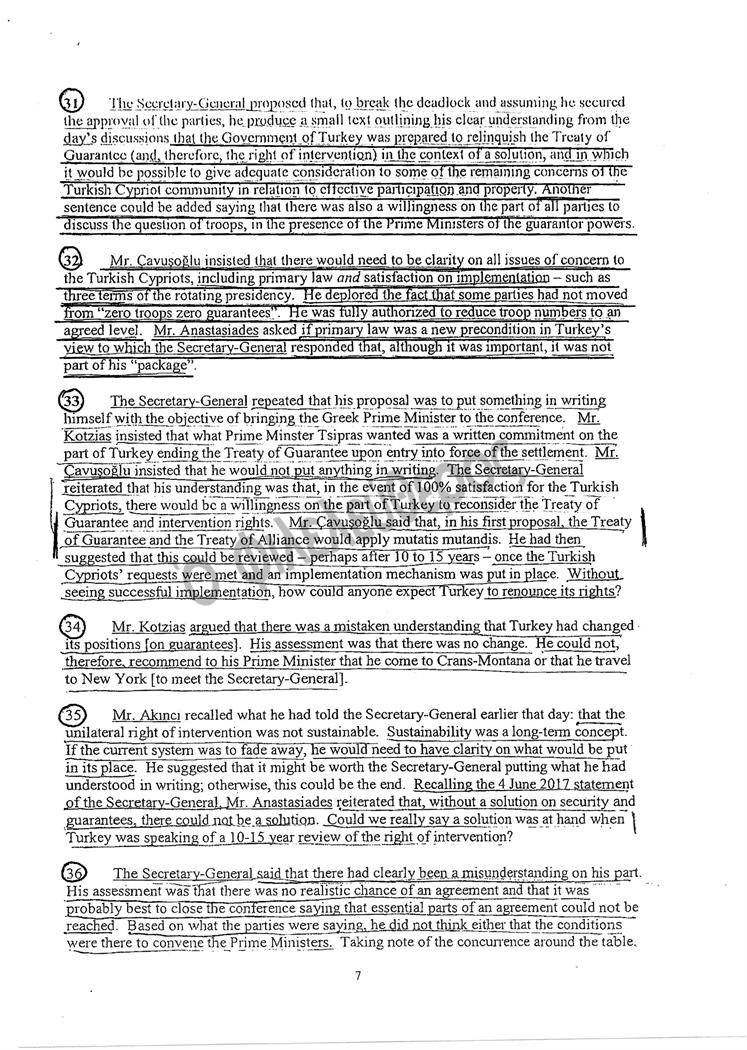 31 The Secretary-General proposed that, to break the deadlock and assuming he secured
the approval of the parties, he produce a small text outlining his clear understanding from the
day's discussions that the Government of Turkey was prepared to relinquish the Treaty of
Guarantee (and, therefore, the right of intervention) in the context of a solution, and in which
it would be possible to give adequate consideration to some of the remaining concerns of the
Turkish Cypriot community in relation to effective participation and property. Another
sentence could be added saying that there was also a willingness on the part of all parties to
discuss the question of troops, in the presence of the Prime Ministers of the guarantor powers.
32 Mr. Çavuşoğlu insisted that there would need to be clarity on all issues of concern to
the Turkish Cypriots, including primary law and satisfaction on implementation – such as
three terms of the rotating presidency. He deplored the fact that some parties had not moved
from "zero troops zero guarantees". He was fully authorized to reduce troop numbers to an
agreed level. Mr. Anastasiades asked if primary law was a new precondition in Turkey's
view to which the Secretary-General responded that, although it was important, it was not
part of his "package".
33 The Secretary-General repeated that his proposal was to put something in writing
himself with the objective of bringing the Greek Prime Minister to the conference. Mr.
Kotzias insisted that what Prime Minster Tsipras wanted was a written commitment on the
part of Turkey ending the Treaty of Guarantee upon entry into force of the settlement. Mr.
Çavuşoğlu insisted that he would not put anything in writing. The Secretary-General
reiterated that his understanding was that, in the event of 100% satisfaction for the Turkish
Cypriots, there would be a willingness on the part of Turkey to reconsider the Treaty of
Guarantee and intervention rights. Mr. Çavuşoğlu said that, in his first proposal, the Treaty
of Guarantee and the Treaty of Alliance would apply mutatis mutandis. He had then
suggested that this could be reviewed – perhaps after 10 to 15 years – once the Turkish
Cypriots' requests were met and an implementation mechanism was put in place. Without
seeing successful implementation, how could anyone expect Turkey to renounce its rights?
34 Mr. Kotzias argued that there was a mistaken understanding that Turkey had changed
its positions [on guarantees]. His assessment was that there was no change. He could not,
therefore, recommend to his Prime Minister that he come to Crans-Montana or that he travel
to New York [to meet the Secretary-General].
35 Mr. Akıncı recalled what he had told the Secretary-General earlier that day: that the
unilateral right of intervention was not sustainable. Sustainability was a long-term concept.
If the current system was to fade away, he would need to have clarity on what would be put
in its place. He suggested that it might be worth the Secretary-General putting what he had
understood in writing; otherwise, this could be the end. Recalling the 4 June 2017 statement
of the Secretary-General, Mr. Anastasiades reiterated that, without a solution on security and
guarantees, there could not be a solution. Could we really say a solution was at hand when
Turkey was speaking of a 10-15 year review of the right of intervention?
36 The Secretary-General said that there had clearly been a misunderstanding on his part.
His assessment was that there was no realistic chance of an agreement and that it was
probably best to close the conference saying that essential parts of an agreement could not be
reached. Based on what the parties were saying, he did not think either that the conditions
were there to convene the Prime Ministers. Taking note of the concurrence around the table,
7